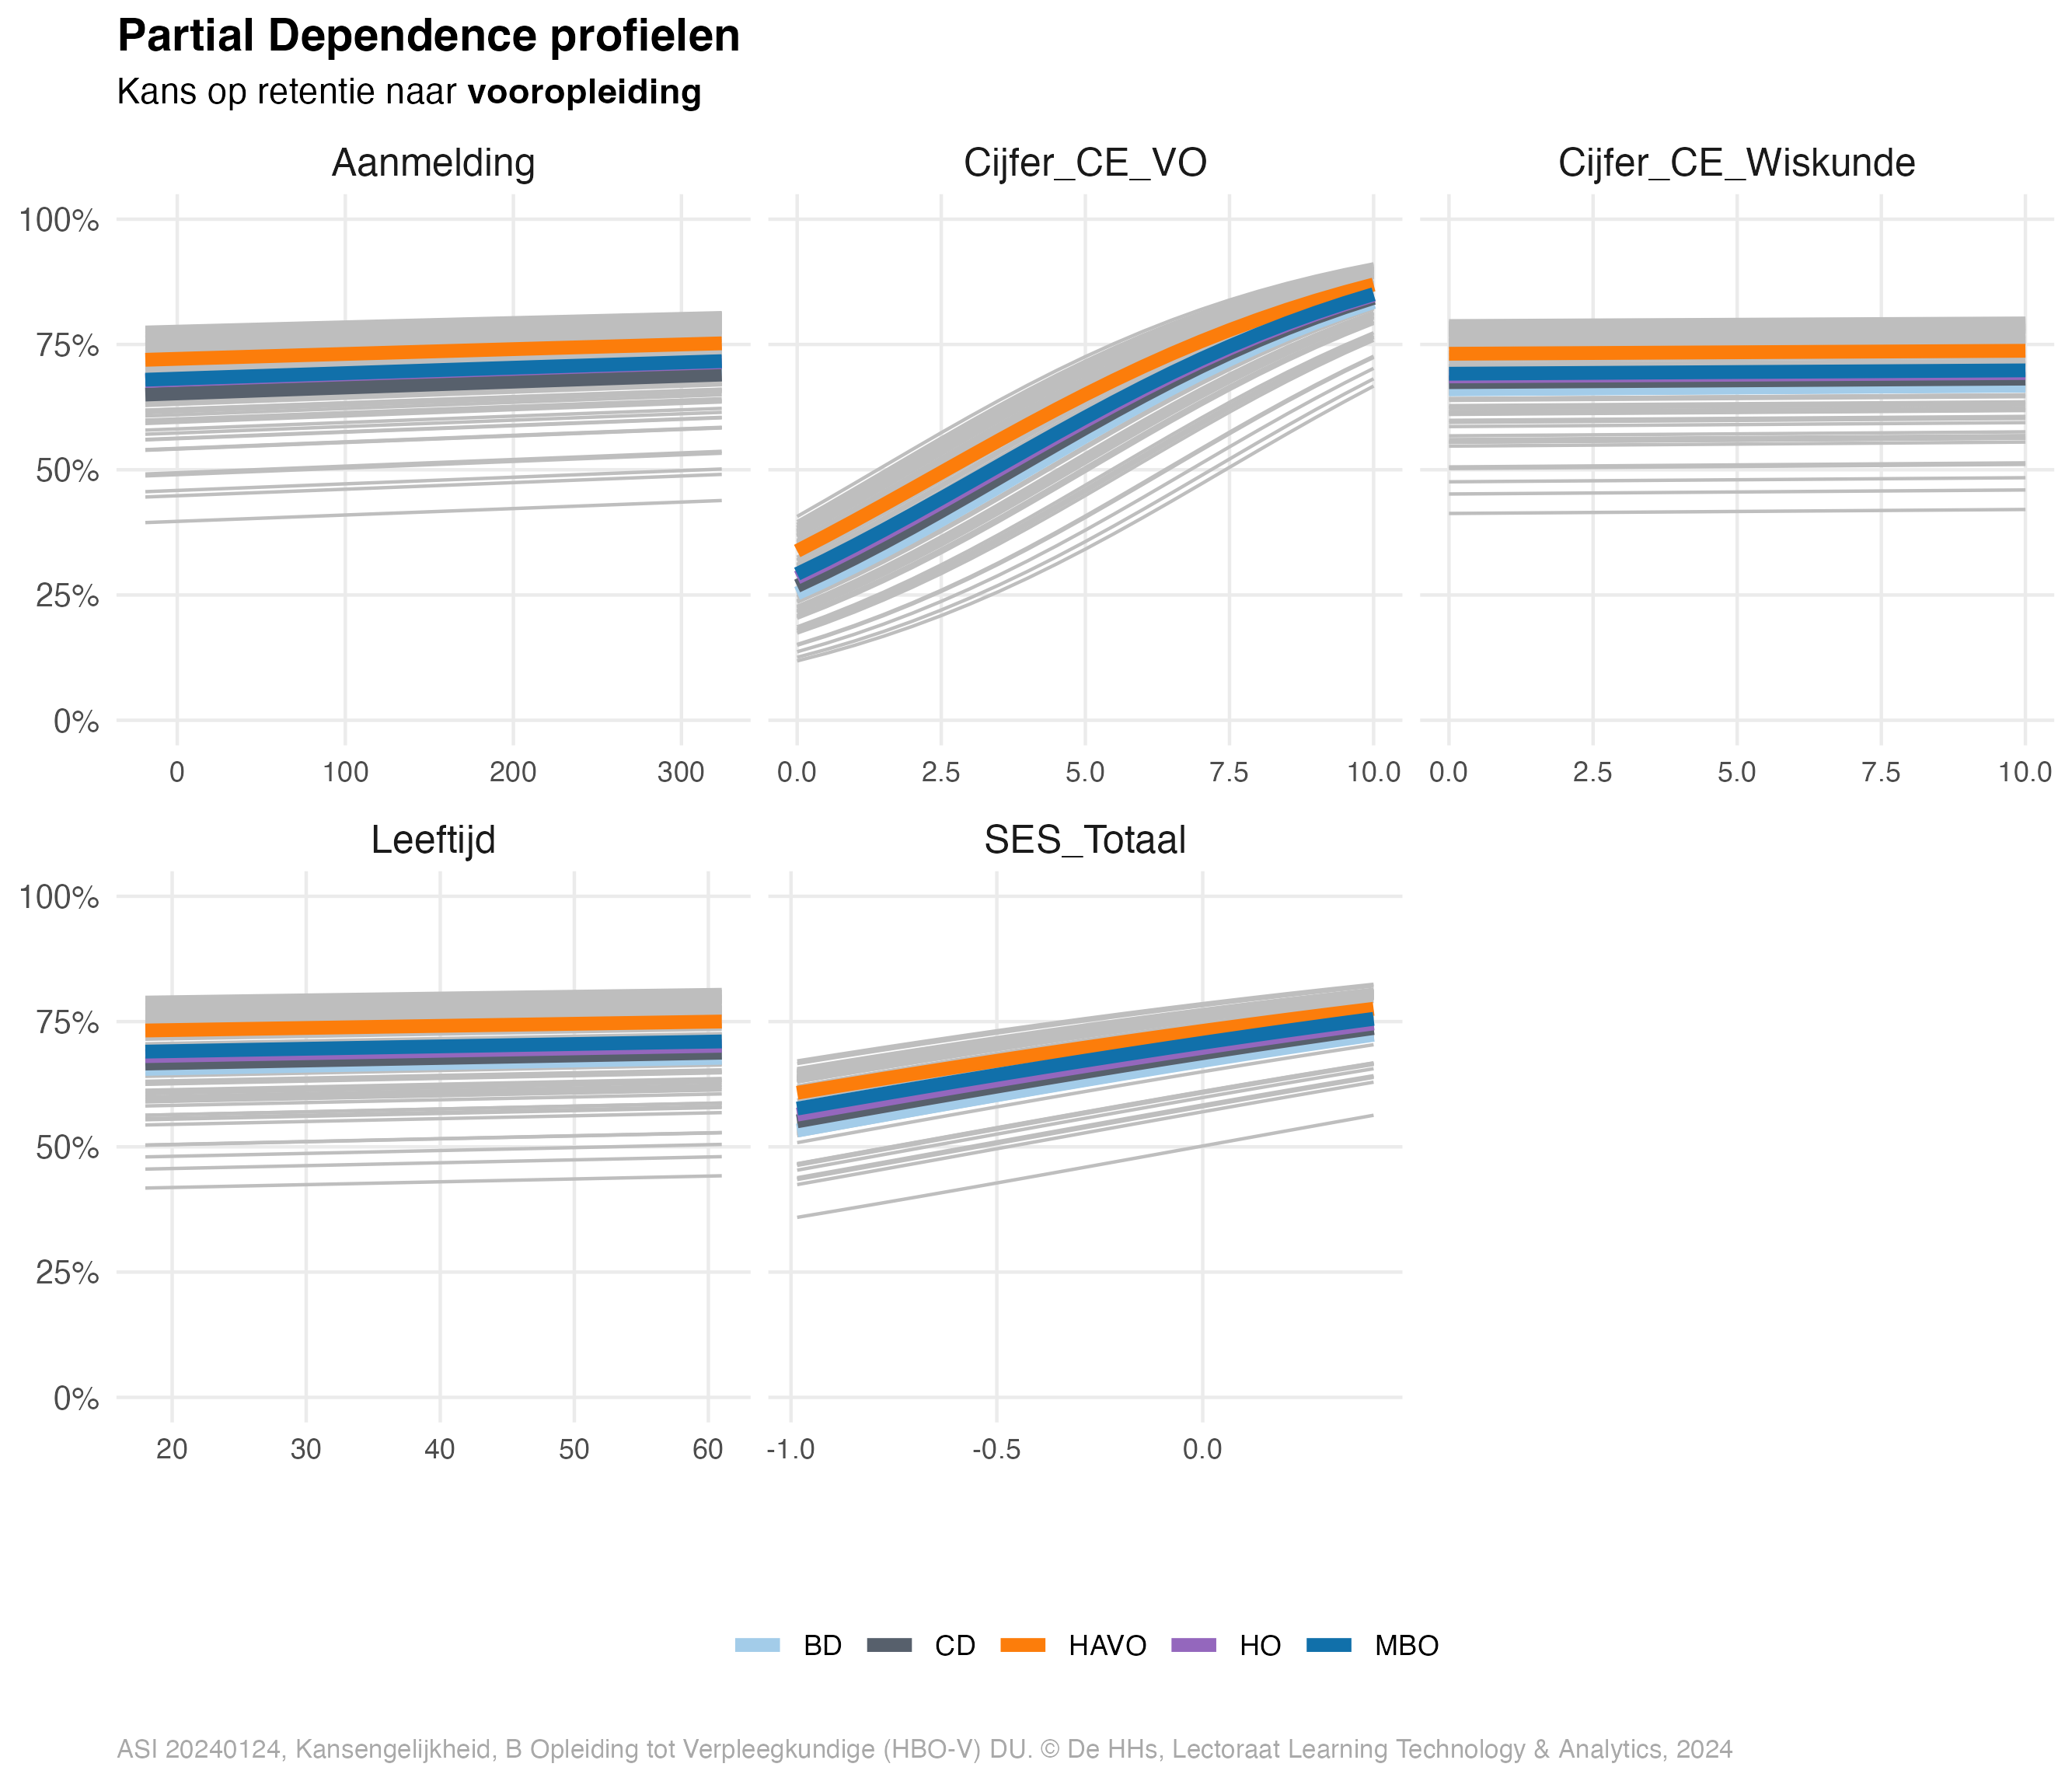 Partial Dependence profielen
Kans op retentie naar vooropleiding
Aanmelding
Cijfer_CE_VO
Cijfer_CE_Wiskunde
100%
75%
50%
25%
0%
0 100 200 300
0.0 2.5 5.0 7.5 10.0
0.0 2.5 5.0 7.5 10.0
Leeftijd
SES_Totaal
100%
75%
50%
25%
0%
20 30 40 50 60
-1.0 -0.5 0.0
BD CD HAVO HO MBO
ASI 20240124, Kansengelijkheid, B Opleiding tot Verpleegkundige (HBO-V) DU. © De HHs, Lectoraat Learning Technology & Analytics, 2024